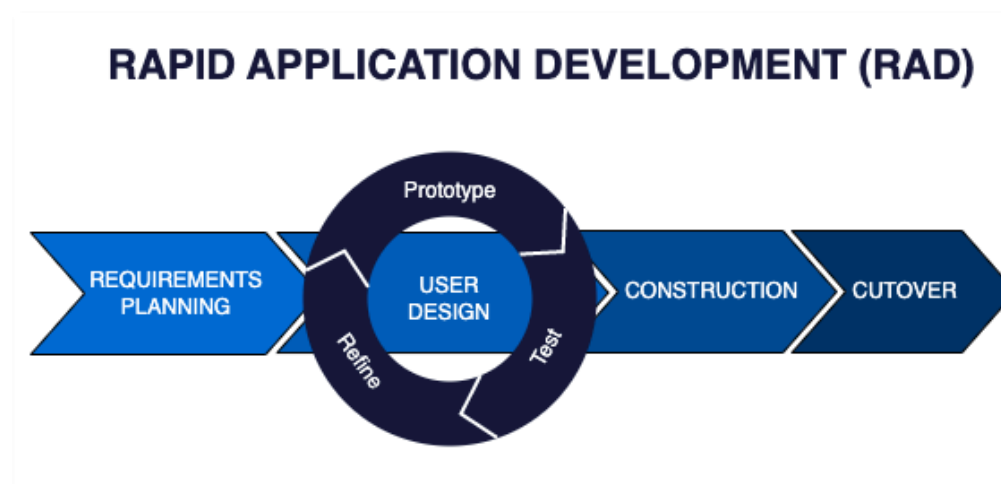 RAPID APPLICATION DEVELOPMENT (RAD)
Prototype
REQUIREMENTS
PLANNING
USER
DESIGN
CONSTRUCTION
CUTOVER
Refine
Test